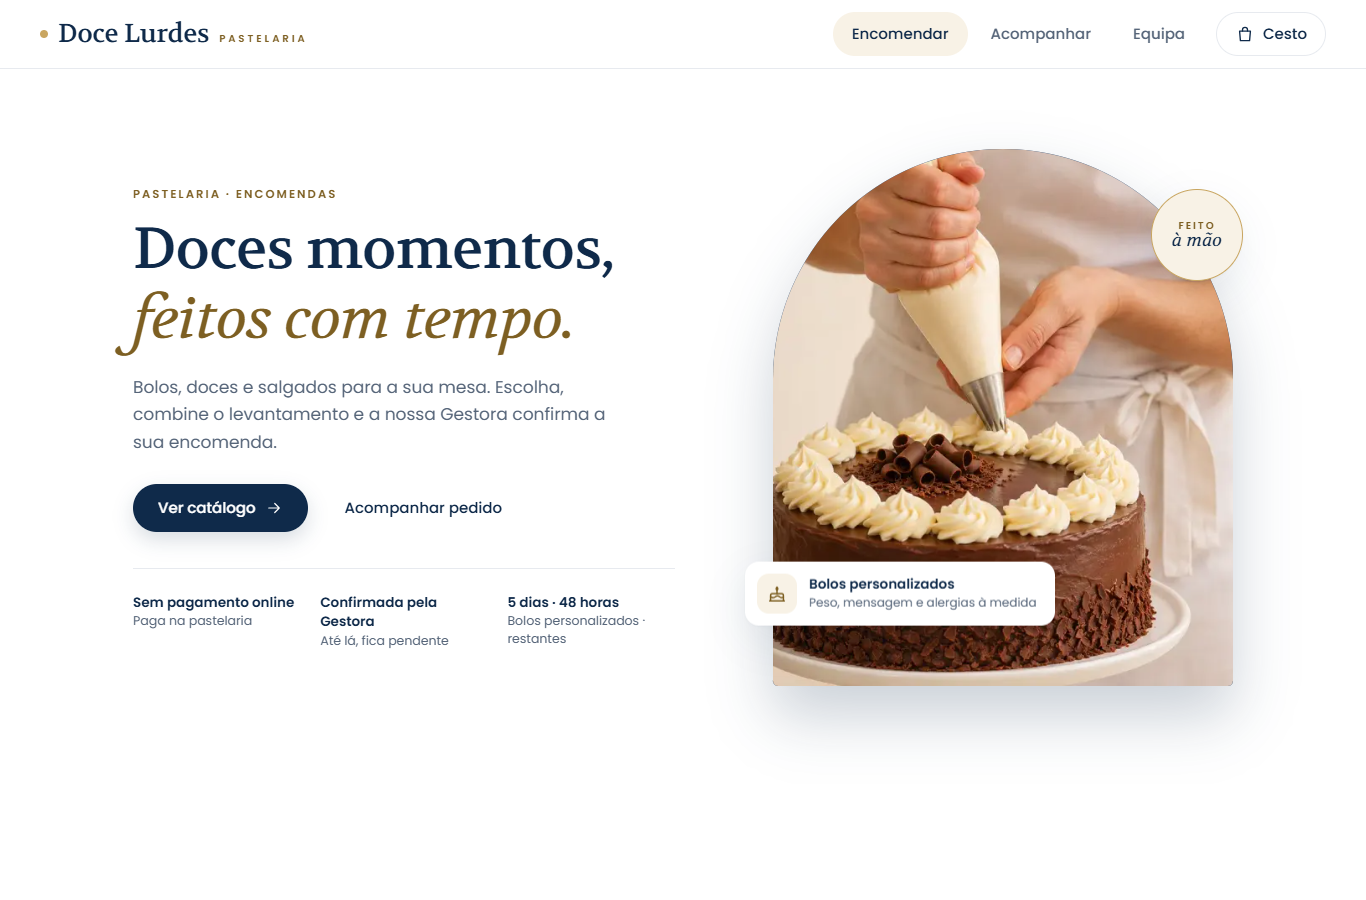 Doce Lurdes PASTELARIA
Encomendar
Acompanhar
Equipa
Cesto
PASTELARIA · ENCOMENDAS
Doces momentos,
feitos com tempo.
Bolos, doces e salgados para a sua mesa. Escolha,
combine o levantamento e a nossa Gestora confirma a
sua encomenda.
Ver catálogo →
Acompanhar pedido
Sem pagamento online
Paga na pastelaria
Confirmada pela
Gestora
Até lá, fica pendente
5 dias · 48 horas
Bolos personalizados ·
restantes
FEITO
à mão
Bolos personalizados
Peso, mensagem e alergias à medida